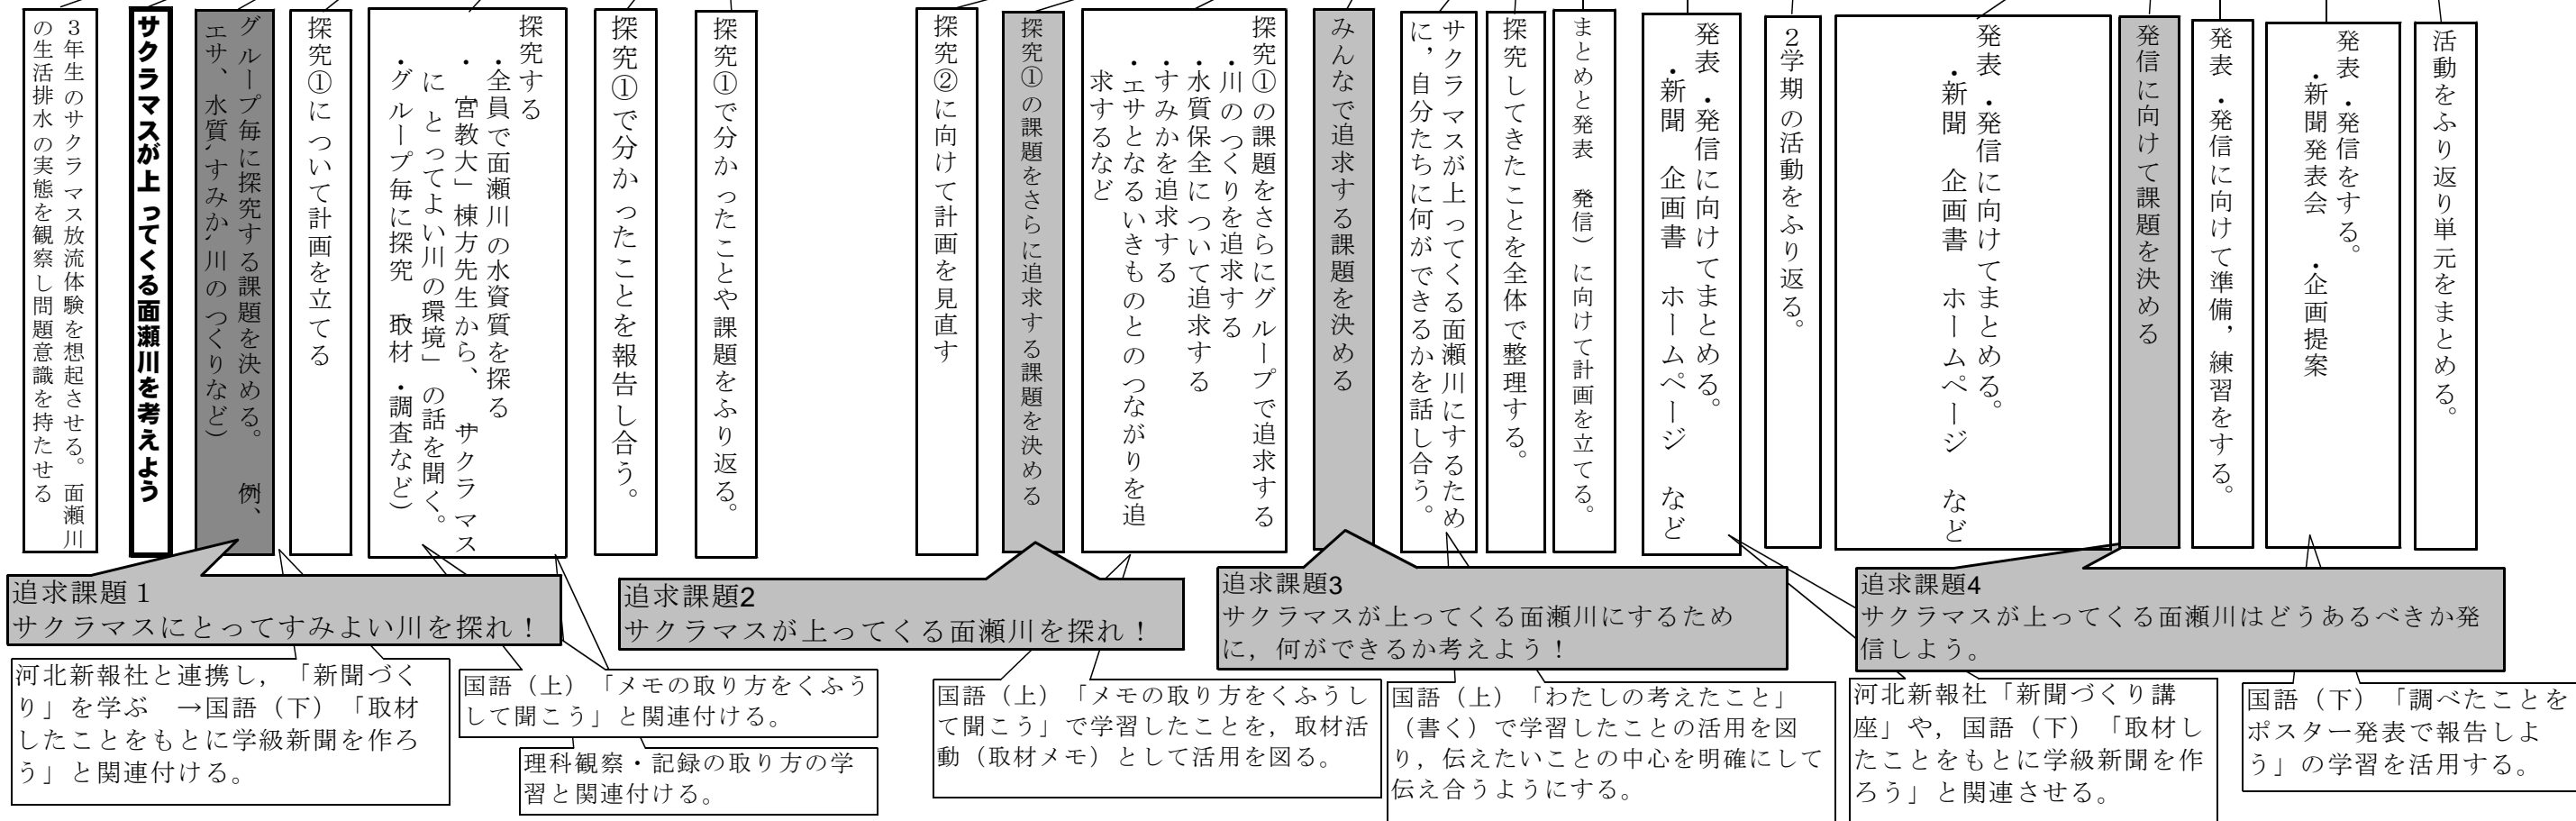 3年生のサクラマス放流体験を想起させる。面瀬川
の生活排水の実態を観察し問題意識を持たせる
サクラマスが上ってくる面瀬川を考えよう
グループ毎に探究する課題を決める。 例、
エサ、水質、すみか、川のつくりなど）
探究①について計画を立てる
探究する
・全員で面瀬川の水資質を探る
・「宮教大」棟方先生から、「サクラマス
にとってよい川の環境」の話を聞く。
・グループ毎に探究 取材・調査など）
探究①で分かったことを報告し合う。
探究①で分かったことや課題をふり返る。
探究②に向けて計画を見直す
探究①の課題をさらに追求する課題を決める
探究①の課題をさらにグループで追求する
・川のつくりを追求する
・水質保全について追求する
・すみかを追求する
・エサとなるいきものとのつながりを追
求するなど
みんなで追求する課題を決める
サクラマスが上ってくる面瀬川にするため
に，自分たちに何ができるかを話し合う。
探究してきたことを全体で整理する。
まとめと発表 発信）に向けて計画を立てる。
発表・発信に向けてまとめる。
・新聞 企画書 ホームページ など
2学期の活動をふり返る。
発表・発信に向けてまとめる。
・新聞 企画書 ホームページ など
発信に向けて課題を決める
発表・発信に向けて準備，練習をする。
発表・発信をする。
・新聞発表会 ・企画提案
活動をふり返り単元をまとめる。
追求課題1
サクラマスにとってすみよい川を探れ！
追求課題2
サクラマスが上ってくる面瀬川を探れ！
追求課題3
サクラマスが上ってくる面瀬川にするため
に，何ができるか考えよう！
追求課題4
サクラマスが上ってくる面瀬川はどうあるべきか発
信しよう。
河北新報社と連携し，「新聞づく
り」を学ぶ →国語（下）「取材
したことをもとに学級新聞を作ろ
う」と関連付ける。
国語（上）「メモの取り方をくふう
して聞こう」と関連付ける。
理科観察・記録の取り方の学
習と関連付ける。
国語（上）「メモの取り方をくふうし
て聞こう」で学習したことを，取材活
動（取材メモ）として活用を図る。
国語（上）「わたしの考えたこと」
（書く）で学習したことの活用を図
り，伝えたいことの中心を明確にして
伝え合うようにする。
河北新報社「新聞づくり講
座」や，国語（下）「取材し
たことをもとに学級新聞を作
ろう」と関連させる。
国語（下）「調べたことを
ポスター発表で報告しよ
う」の学習を活用する。